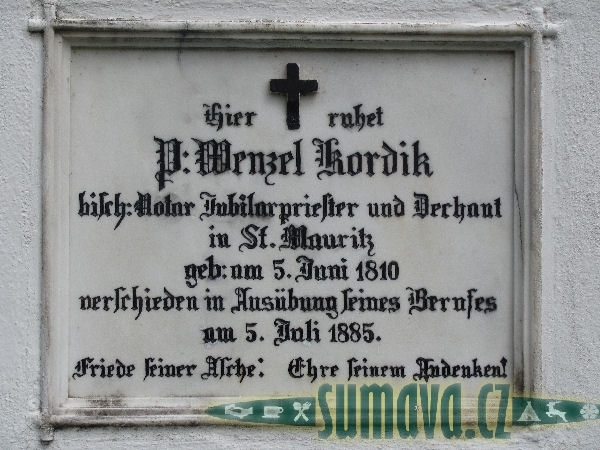 Hier ruhet
P: Wenzel Kordik
bisch: Notar Jubilarpriester und Dechant
in St. Mauritz
geb: am 5. Juni 1810
verschieden in Ausübung seines Berufes
am 5. Juli 1885.
Friede seiner Asche! Ehre seinem Andenken!
sumava.cz